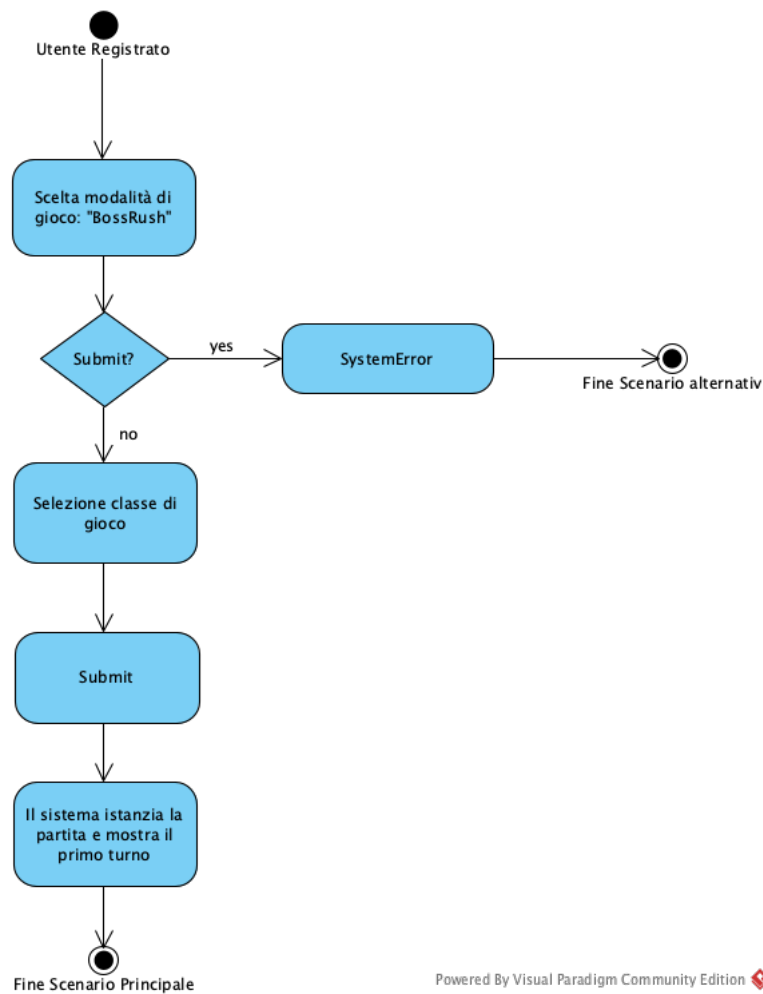 Utente Registrato
Scelta modalità di
gioco: "BossRush"
Submit?
yes
SystemError
Fine Scenario alternativ
no
Selezione classe di
gioco
Submit
Il sistema istanzia la
partita e mostra il
primo turno
Fine Scenario Principale
Powered By Visual Paradigm Community Edition